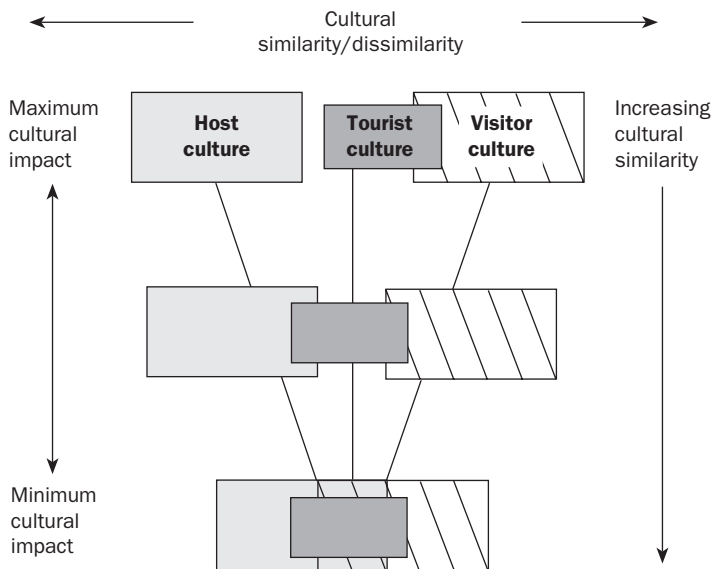 Cultural
similarity/dissimilarity
Maximum
cultural
impact
Host
culture
Tourist
culture
Visitor
culture
Increasing
cultural
similarity
Minimum
cultural
impact